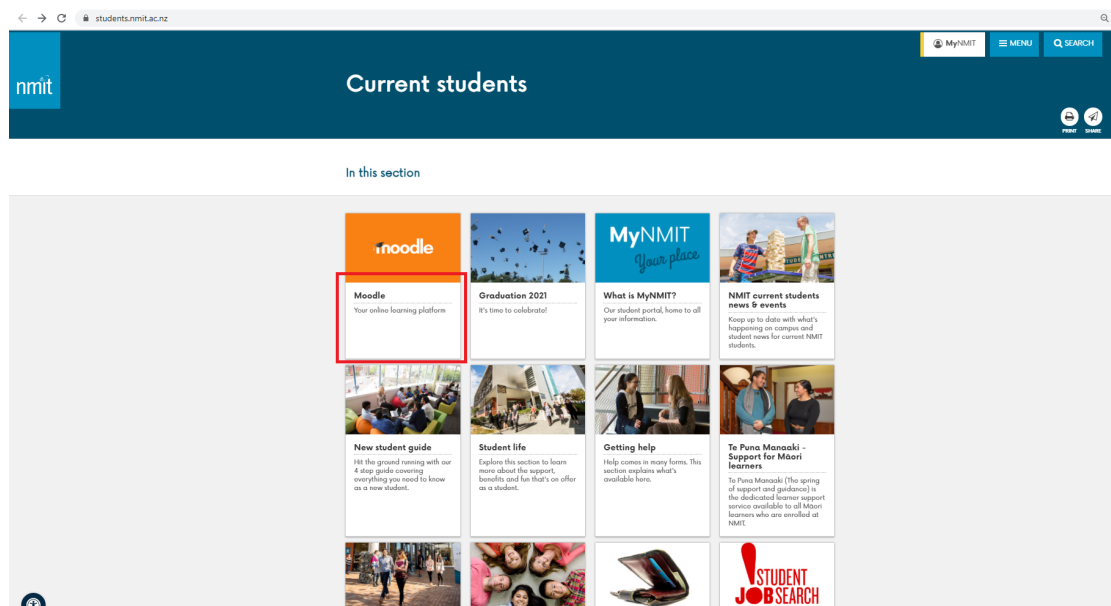 students.nmit.ac.nz
MyNMIT
MENU
SEARCH
nmit
Current students
PRINT
SHARE
In this section
moodle
Moodle
Your online learning platform
Graduation 2021
It's time to celebrate!
MyNMIT
Your place
What is MyNMIT?
Our student portal, home to all
your information.
NMIT current students
news & events
Keep up to date with what's
happening on campus and
student news for current NMIT
students.
New student guide
Hit the ground running with our
4 step guide covering
everything you need to know
as a new student.
Student life
Explore this section to learn
more about the support,
benefits and fun that's on offer
as a student.
Getting help
Help comes in many forms. This
section explains what's
available here.
Te Puna Manaaki -
Support for Māori
learners
Te Puna Manaaki (The spring
of support and guidance) is
the dedicated learner support
service available to all Māori
learners who are enrolled at
NMIT.
STUDENT
JOB SEARCH